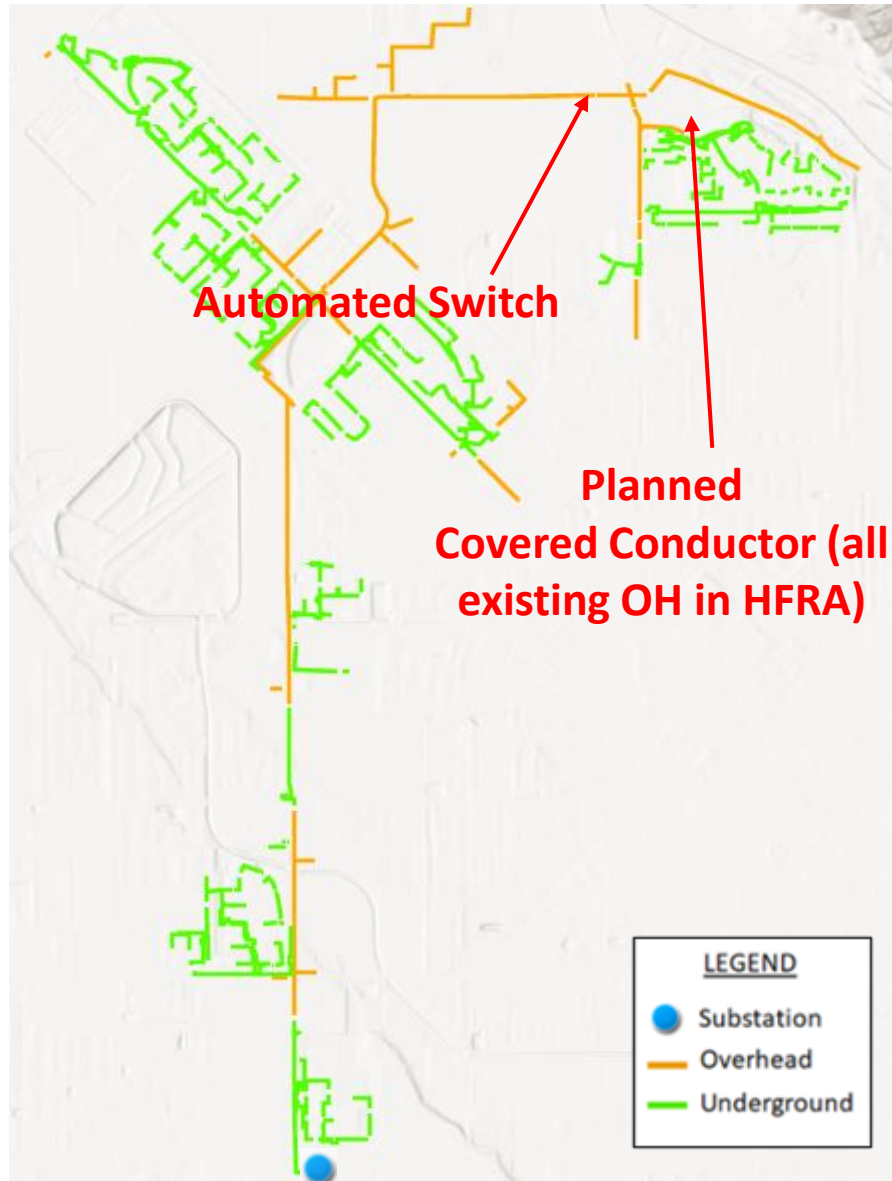 Automated Switch
Planned
Covered Conductor (all
existing OH in HFRA)
LEGEND
Substation
Overhead
Underground